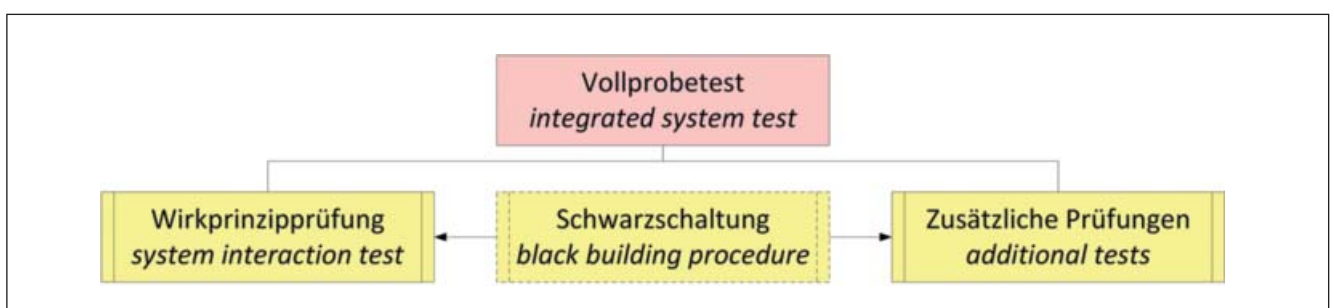 Vollprobetest
integrated system test
Wirkprinzipprüfung
system interaction test
Schwarzschaltung
black building procedure
Zusätzliche Prüfungen
additional tests